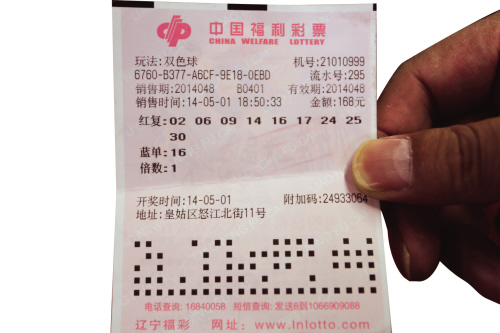 中国福利彩票
CHINA WELFARE LOTTERY
玩法:双色球 机号:21010999
6760-B377-A6CF-9E18-0EBD 流水号:295
销售期:2014048 B0401 有效期:2014048
销售时间:14-05-01 18:50:33 金额:168元
红复:02 06 09 14 16 17 24 25
30
蓝单:16
倍数:1
开奖时间:14-05-01 附加码:24933064
地址:皇姑区怒江北街11号
电话查询: 16840058 短信查询: 发送8到1066909088
辽宁福彩 网址: www.lnlotto.com